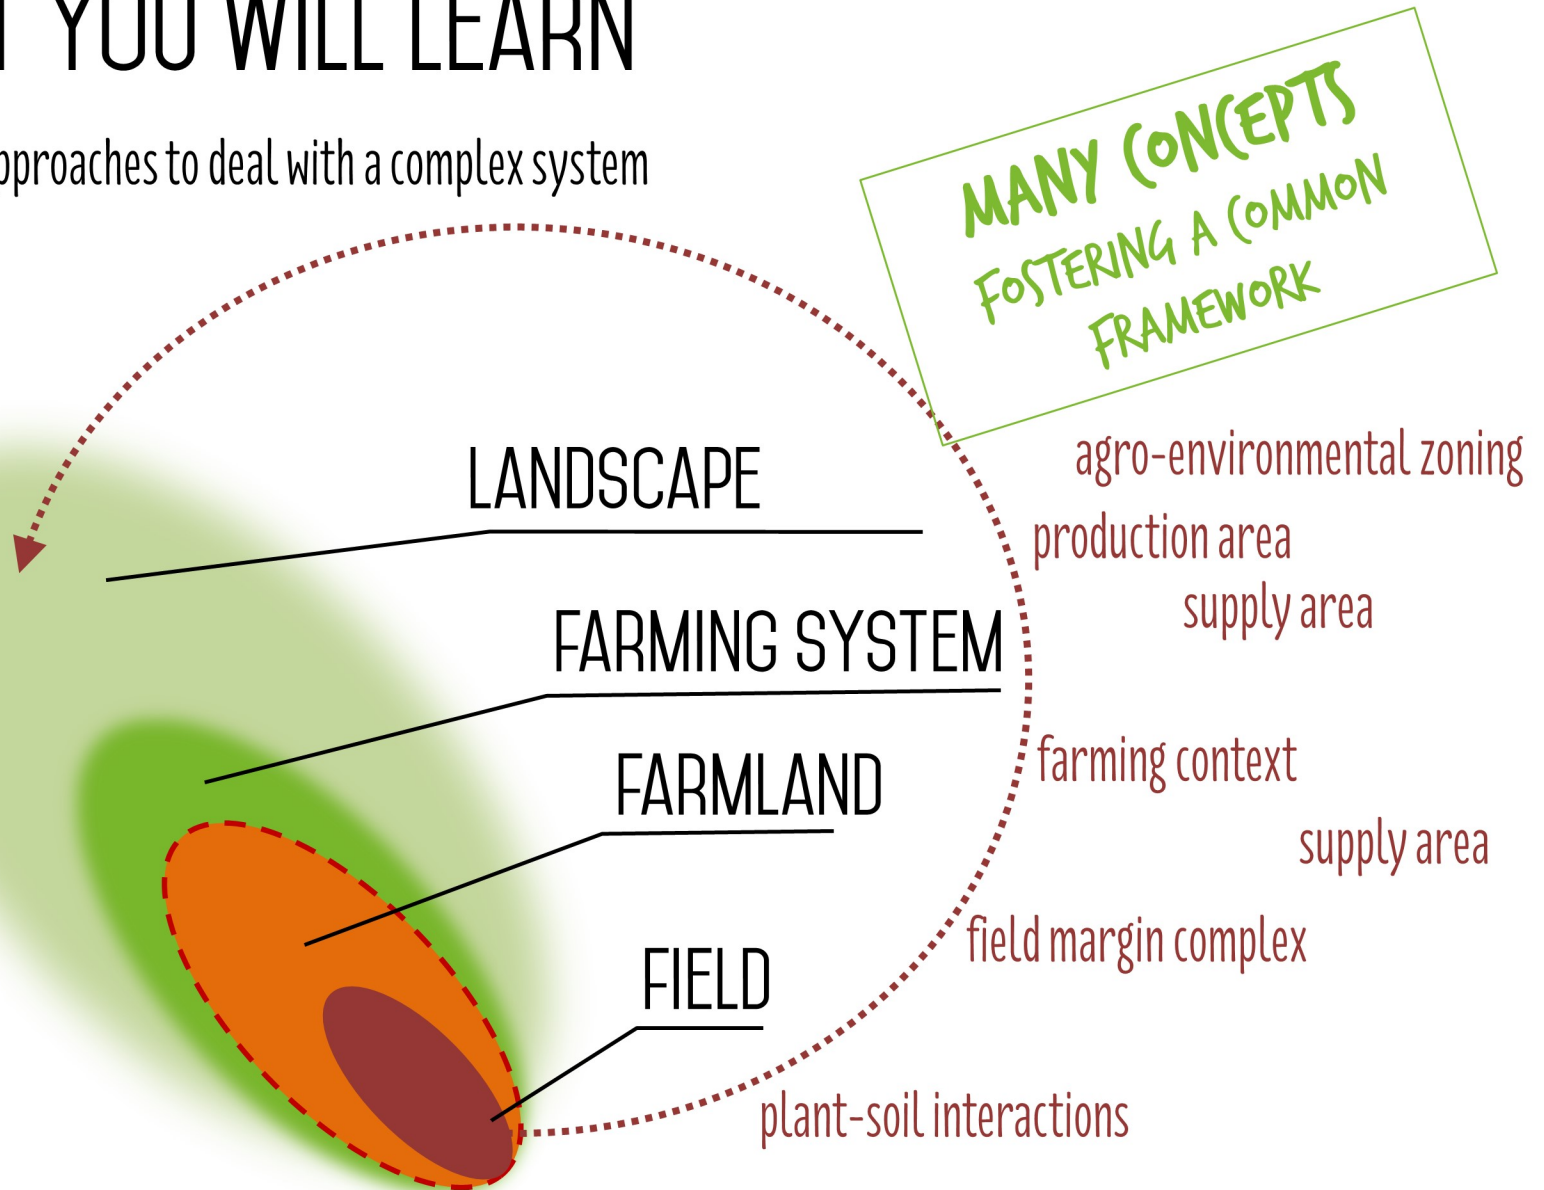 YOU WILL LEARN
approaches to deal with a complex system
MANY CONCEPTS
FOSTERING A COMMON
FRAMEWORK
LANDSCAPE
agro-environmental zoning
production area
supply area
FARMING SYSTEM
farming context
FARMLAND
supply area
field margin complex
FIELD
plant-soil interactions